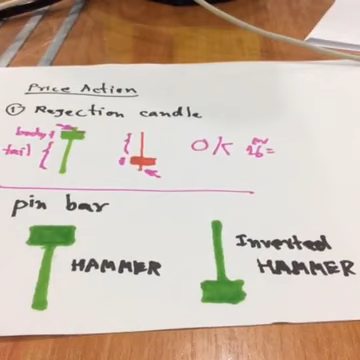 Price Action
① Rejection candle
body
tail
OK
pin bar
HAMMER
Inverted
HAMMER